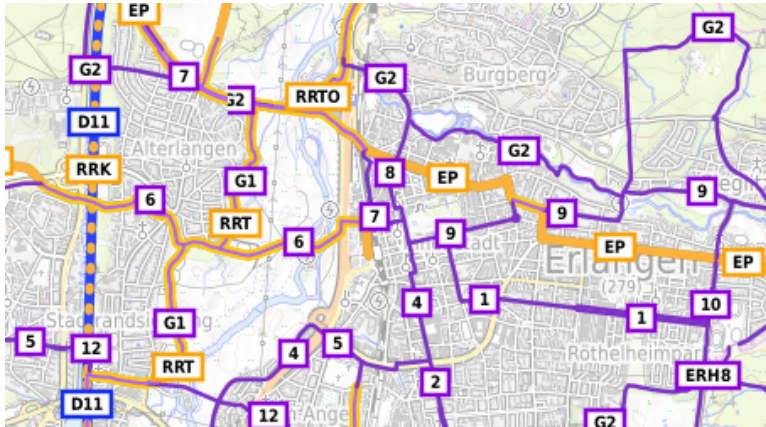 EP
G2
G2
7
G2
G2
RRTO
Burgberg
D11
Alterlangen
G2
RRK
8
EP
G1
9
6
RRT
7
9
6
9
EP
EP
Erlangen
(279)
4
1
10
G1
1
5
12
4
5
Röthelheimpar
RRT
2
ERH8
D11
12
G2